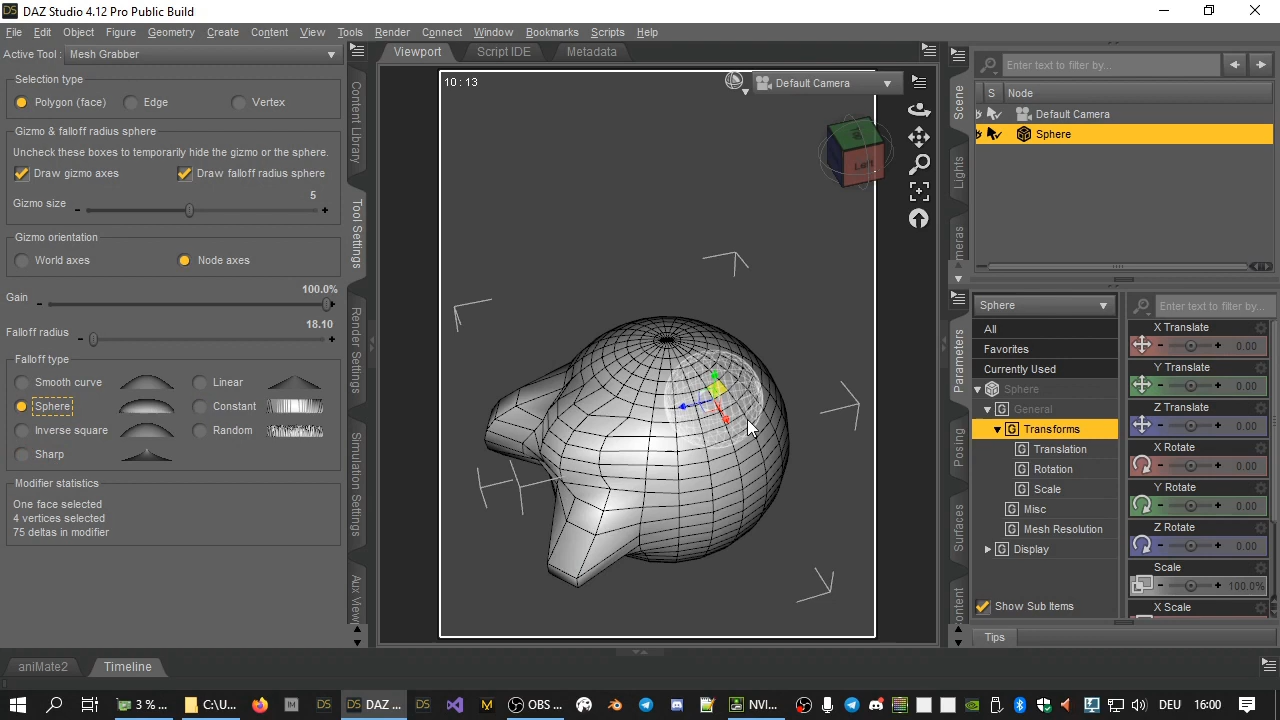 DAZ Studio 4.12 Pro Public Build
File Edit Object Figure Geometry Create Content View Tools Render Connect Window Bookmarks Scripts Help
Active Tool : Mesh Grabber
Selection type
Polygon (face) Edge Vertex
Gizmo & falloff radius sphere
Uncheck these boxes to temporarily hide the gizmo or the sphere.
Draw gizmo axes Draw falloff radius sphere
5
Gizmo size
Gizmo orientation
World axes Node axes
100.0%
Gain
18.10
Falloff radius
Falloff type
Smooth curve Linear
Sphere Constant
Inverse square Random
Sharp
Modifier statistics
One face selected
4 vertices selected
75 deltas in modifier
Content Library
Tool Settings
Render Settings
Simulation Settings
Aux View
Viewport Script IDE Metadata
10 : 13
Default Camera
Left
Scene
Lights
meras
Enter text to filter by...
S Node
Default Camera
Sphere
Parameters
Posing
Surfaces
ontent
Sphere
All
Favorites
Currently Used
Sphere
General
Transforms
Translation
Rotation
Scale
Misc
Mesh Resolution
Display
Show Sub Items
Enter text to filter by...
X Translate
0.00
Y Translate
0.00
Z Translate
0.00
X Rotate
0.00
Y Rotate
0.00
Z Rotate
0.00
Scale
100.0%
X Scale
Tips
aniMate2 Timeline
3 % ... C:\U... DAZ ... OBS ... NVI... DEU 16:00